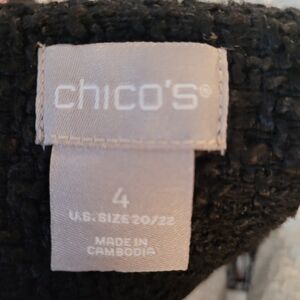 chico's®
4
U.S. SIZE 20/22
MADE IN
CAMBODIA